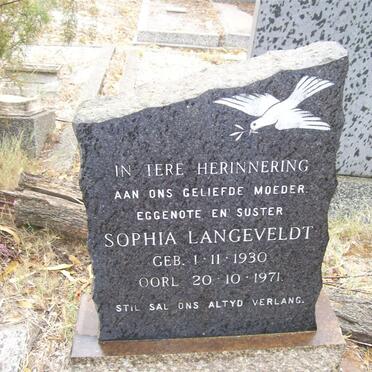 IN TERE HERINNERING
AAN ONS GELIEFDE MOEDER
EGGENOTE EN SUSTER
SOPHIA LANGEVELDT
GEB. 1·11·1930
OORL 20·10·1971.
STIL SAL ONS ALTYD VERLANG.